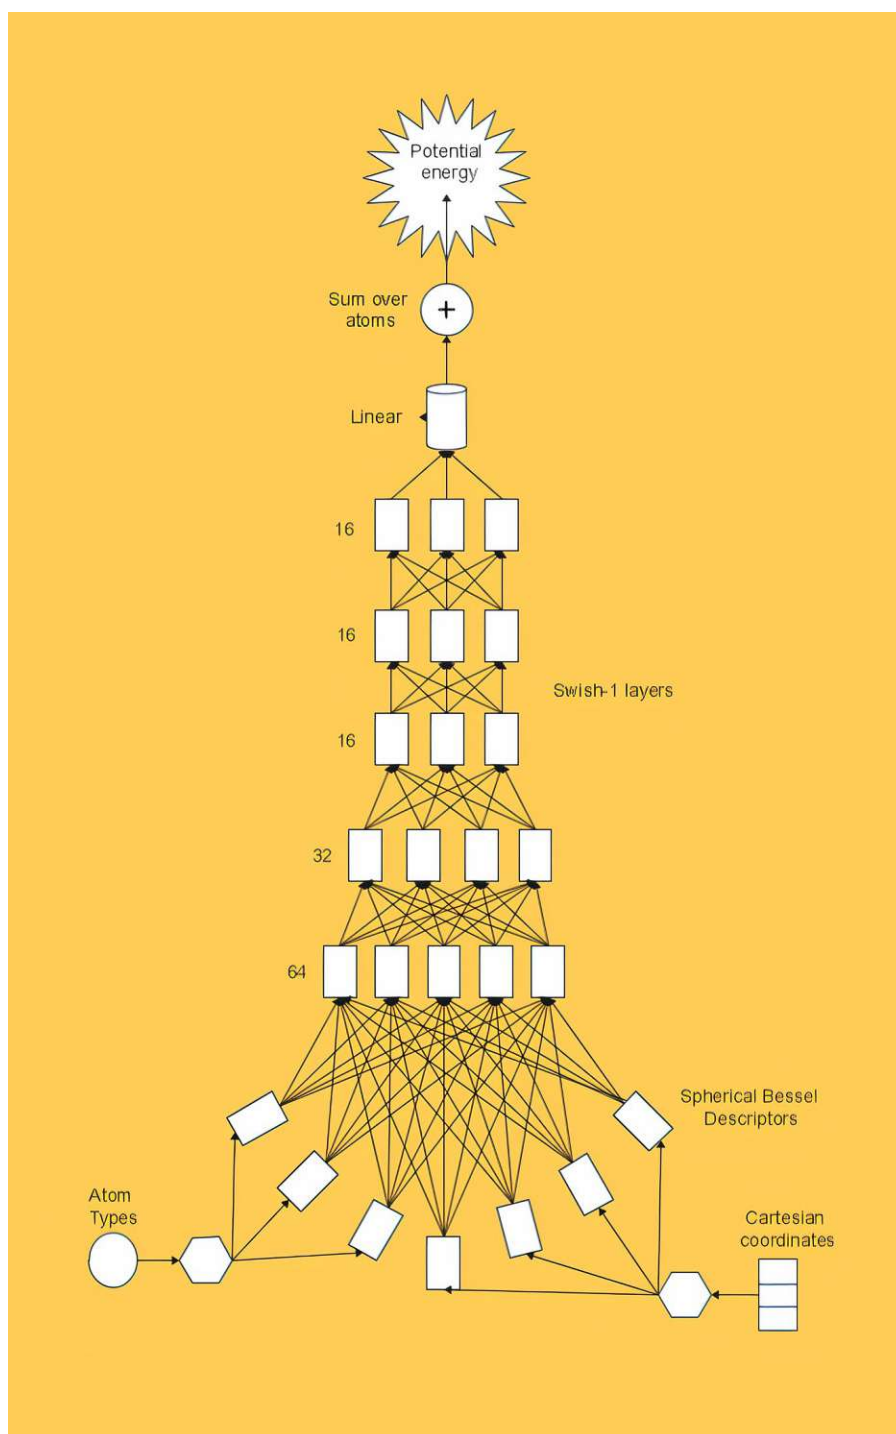 Potential
energy
+
Sum over
atoms
Linear
16
16
Swish-1 layers
16
32
64
Spherical Bessel
Descriptors
Atom
Types
Cartesian
coordinates